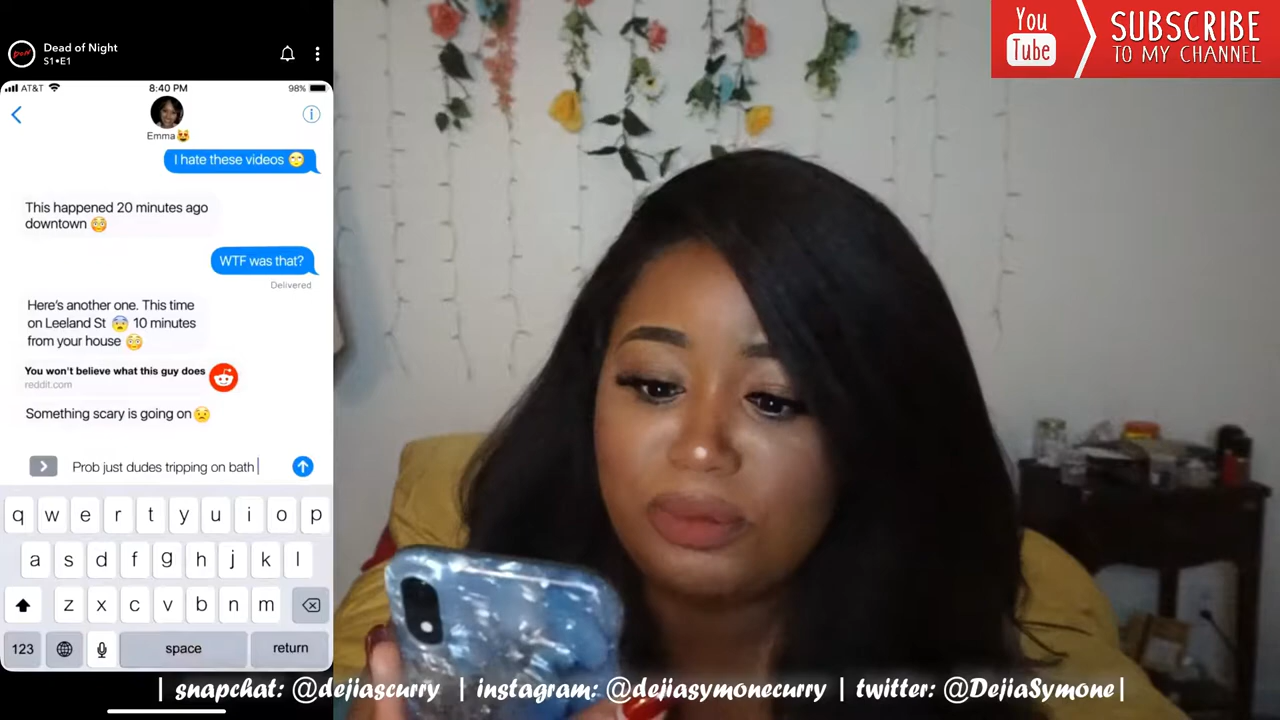 Dead of Night
S1•E1
AT&T
8:40 PM
98%
Emma😻
I hate these videos 🙄
This happened 20 minutes ago
downtown 😳
WTF was that?
Delivered
Here's another one. This time
on Leeland St 😨 10 minutes
from your house 😳
You won't believe what this guy does
reddit.com
Something scary is going on😟
Prob just dudes tripping on bath
q w e r t y u i o p
a s d f g h j k l
z x c v b n m
123 space return
You
Tube
SUBSCRIBE
TO MY CHANNEL
| snapchat: @dejiascurry | instagram: @dejiasymonecurry | twitter: @DejiaSymone|